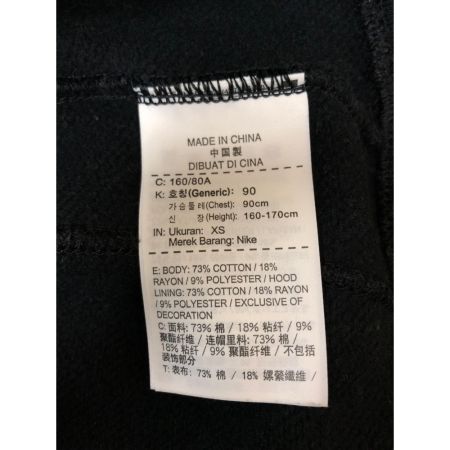 MADE IN CHINA
中国製
DIBUAT DI CINA
C: 160/80A
K: 호칭(Generic): 90
가슴둘레(Chest): 90cm
신 장(Height): 160-170cm
IN: Ukuran: XS
Merek Barang: Nike
E: BODY: 73% COTTON / 18%
RAYON / 9% POLYESTER / HOOD
LINING: 73% COTTON / 18% RAYON
/ 9% POLYESTER / EXCLUSIVE OF
DECORATION
C: 面料: 73% 棉 / 18% 粘纤 / 9%
聚酯纤维 / 连帽里料: 73% 棉 /
18% 粘纤 / 9% 聚酯纤维 / 不包括
装饰部分
T: 表布: 73% 棉 / 18% 嫘縈纖維 /